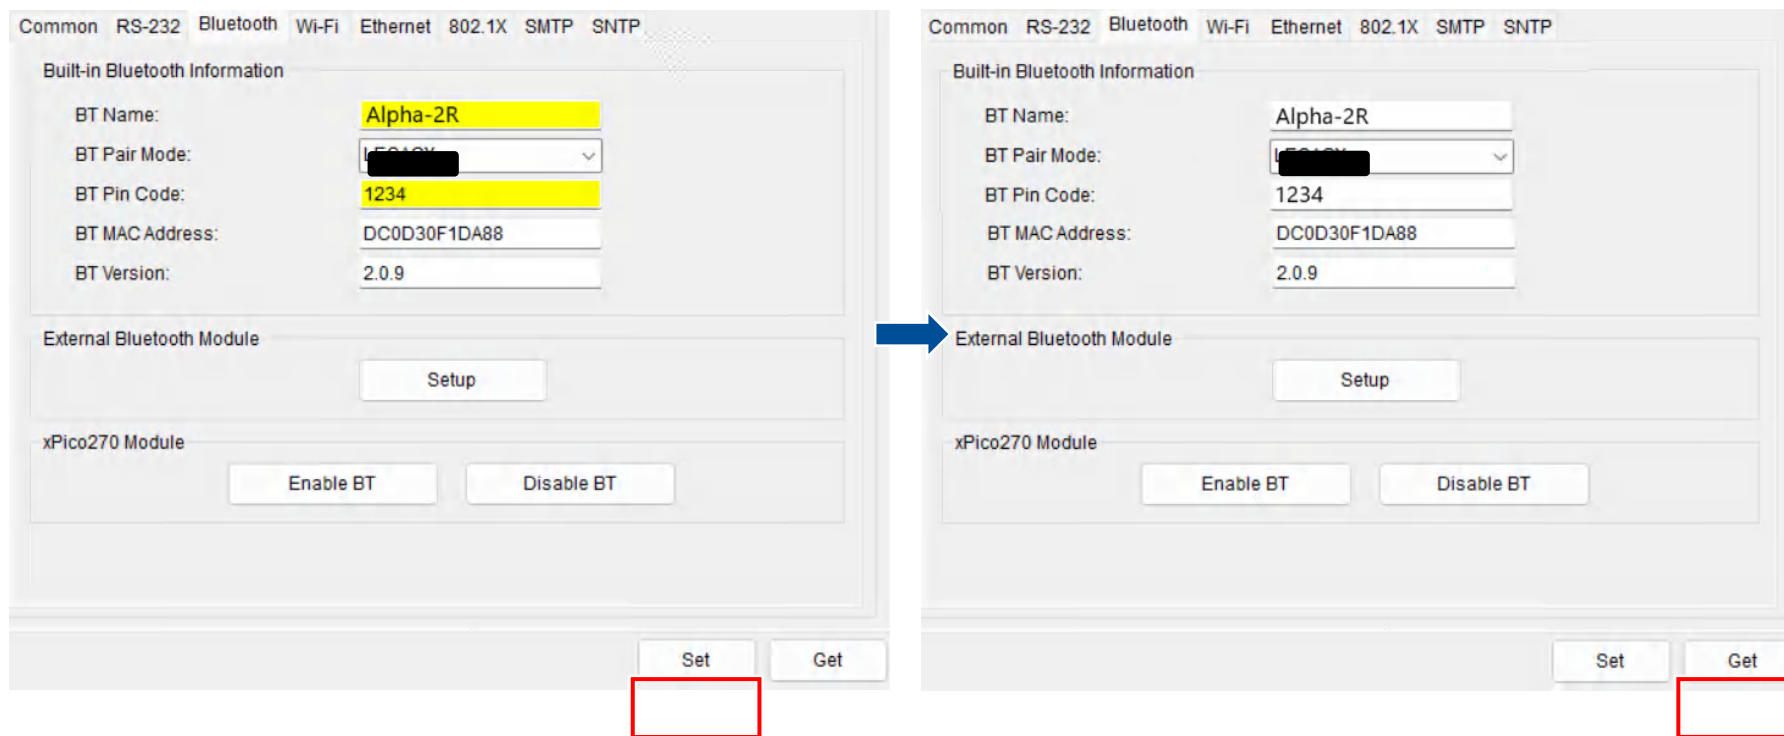 Common RS-232 Bluetooth Wi-Fi Ethernet 802.1X SMTP SNTP
Built-in Bluetooth Information
BT Name: Alpha-2R
BT Pair Mode:
BT Pin Code: 1234
BT MAC Address: DC0D30F1DA88
BT Version: 2.0.9
External Bluetooth Module
Setup
xPico270 Module
Enable BT Disable BT
Set Get
Common RS-232 Bluetooth Wi-Fi Ethernet 802.1X SMTP SNTP
Built-in Bluetooth Information
BT Name: Alpha-2R
BT Pair Mode:
BT Pin Code: 1234
BT MAC Address: DC0D30F1DA88
BT Version: 2.0.9
External Bluetooth Module
Setup
xPico270 Module
Enable BT Disable BT
Set Get